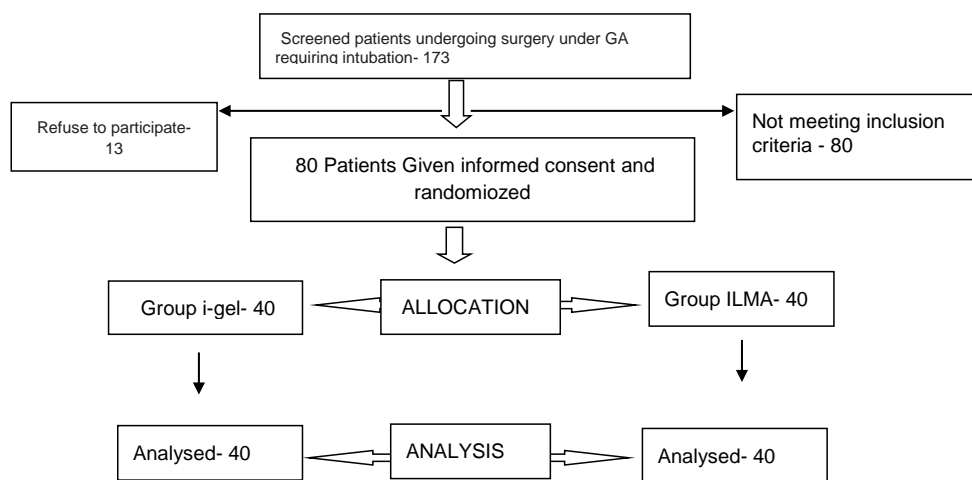 Screened patients undergoing surgery under GA
requiring intubation- 173
Refuse to participate-
13
Not meeting inclusion
criteria - 80
80 Patients Given informed consent and
randomiozed
Group i-gel- 40
ALLOCATION
Group ILMA- 40
Analysed- 40
ANALYSIS
Analysed- 40